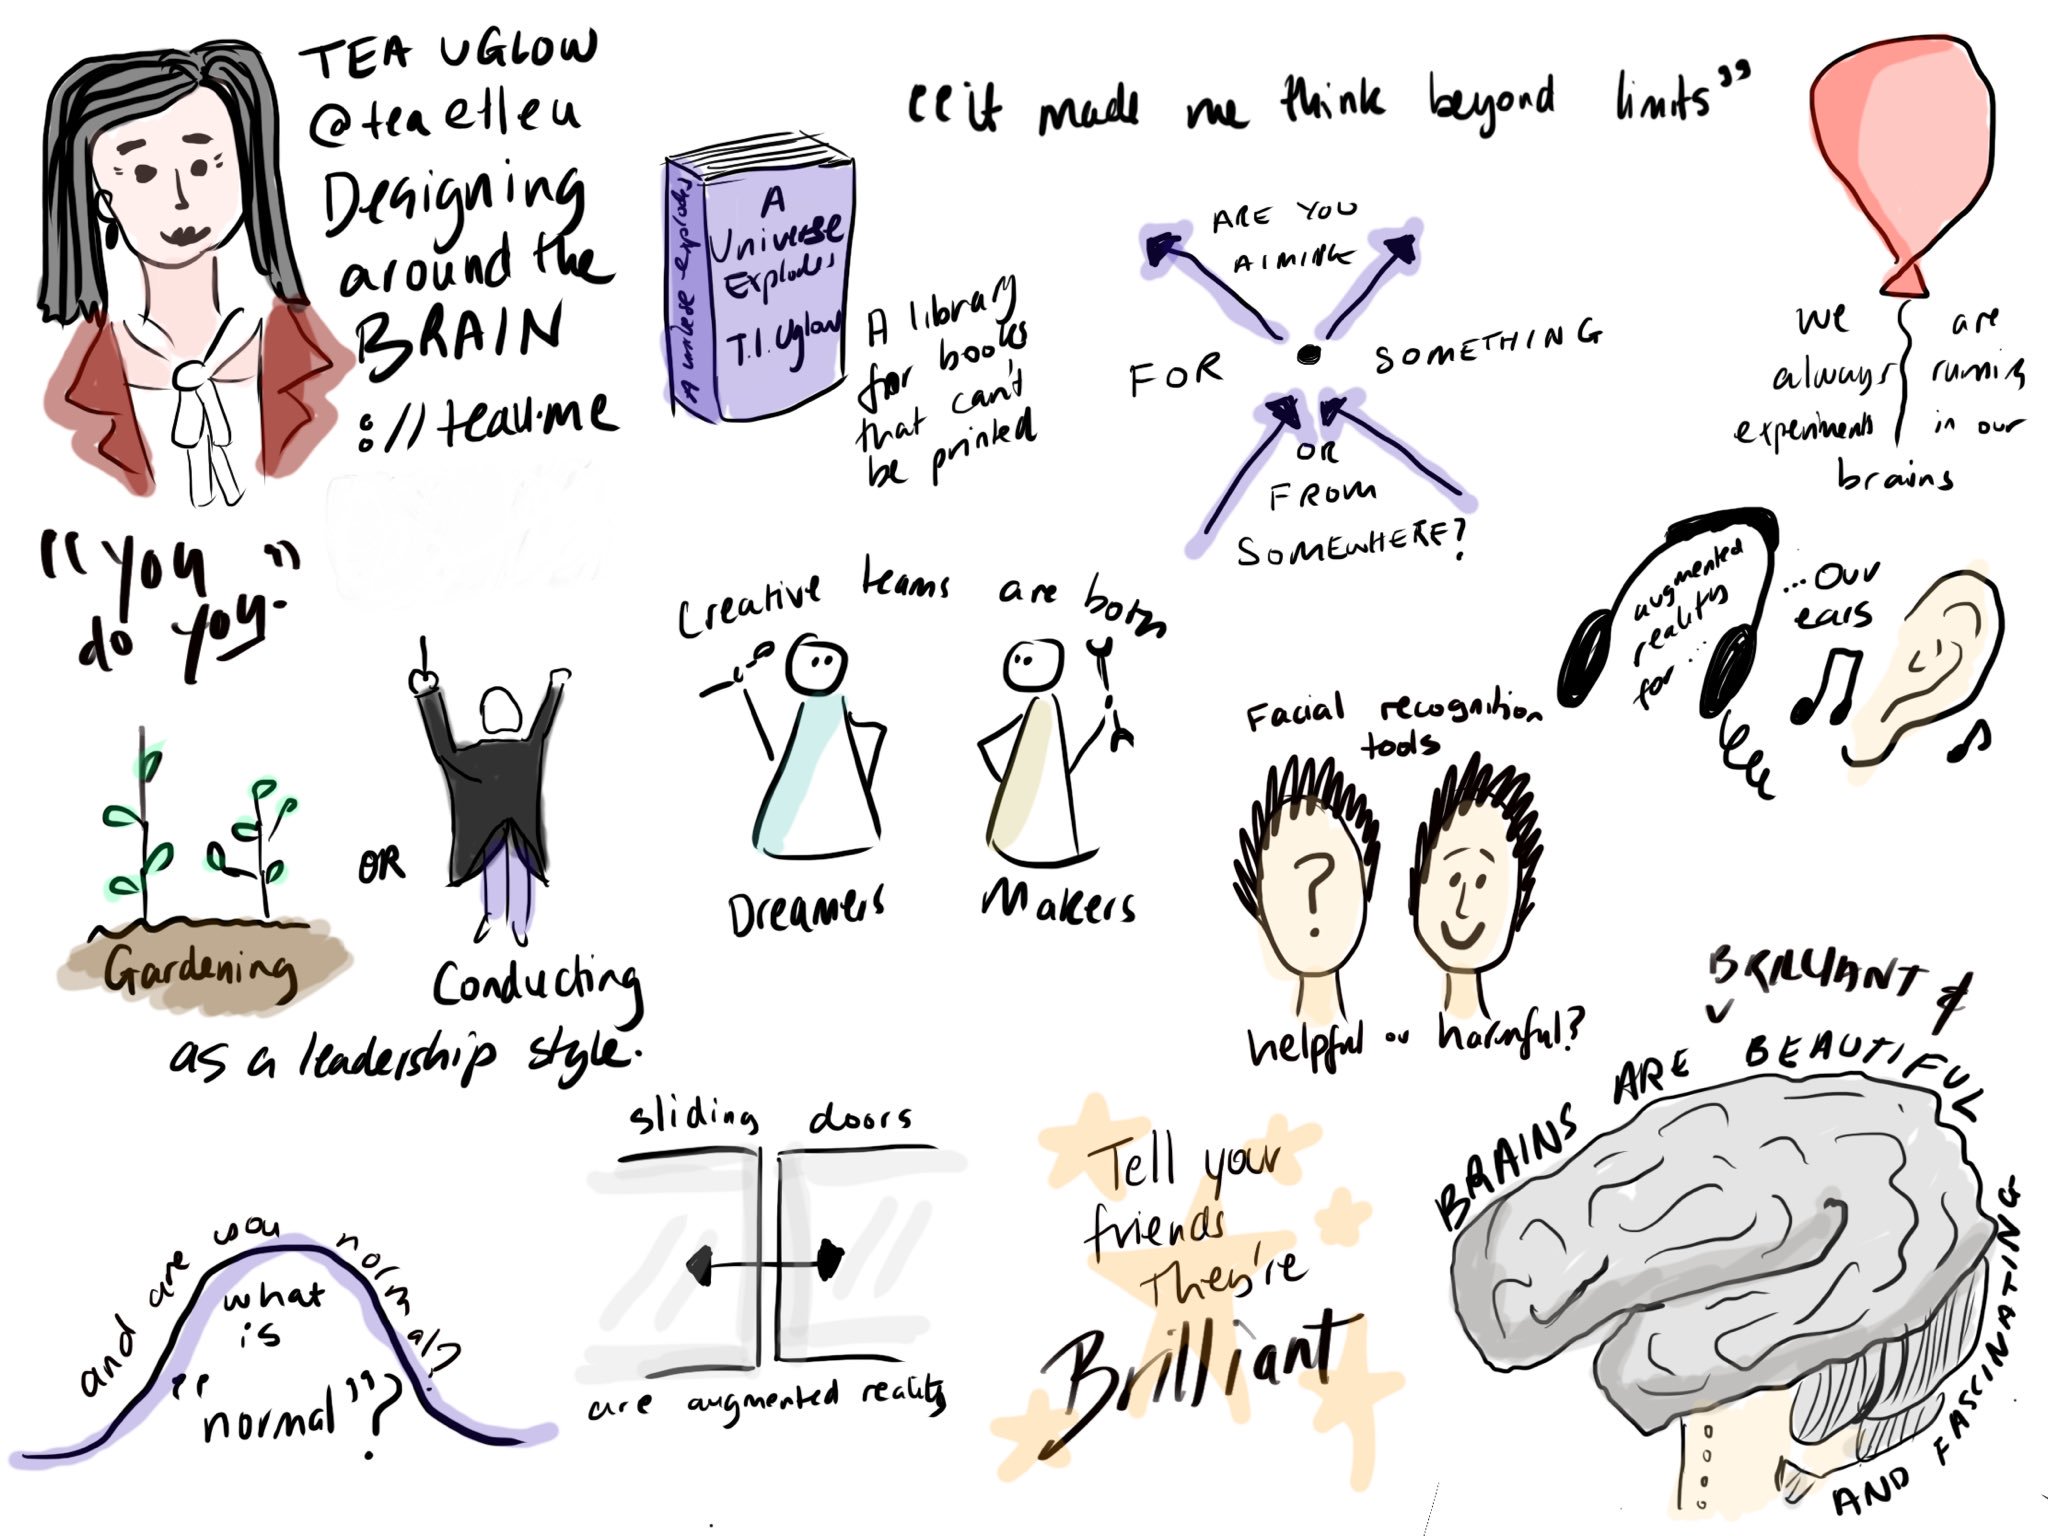 TEA UGLOW
@teaetleu
Designing
around the
BRAIN
://teau.me
"you
do you."
A universe explodes
A
Universe
Explodes
T.I. Uglow
A library
for books
that can't
be printed
"it made me think beyond limits"
ARE YOU
AIMING
FOR SOMETHING
OR
FROM
SOMEWHERE?
We are
always running
experiments in our
brains
augmented
reality
for...
...our
ears
Gardening
OR
Conducting
as a leadership style.
Creative teams are both
Dreamers
Makers
Facial recognition
tools
?
helpful or harmful?
and are you normal?
what
is
"normal"?
sliding doors
are augmented reality
Tell your
friends
They're
Brilliant
BRILLIANT &
BRAINS ARE BEAUTIFUL
AND FASCINATING